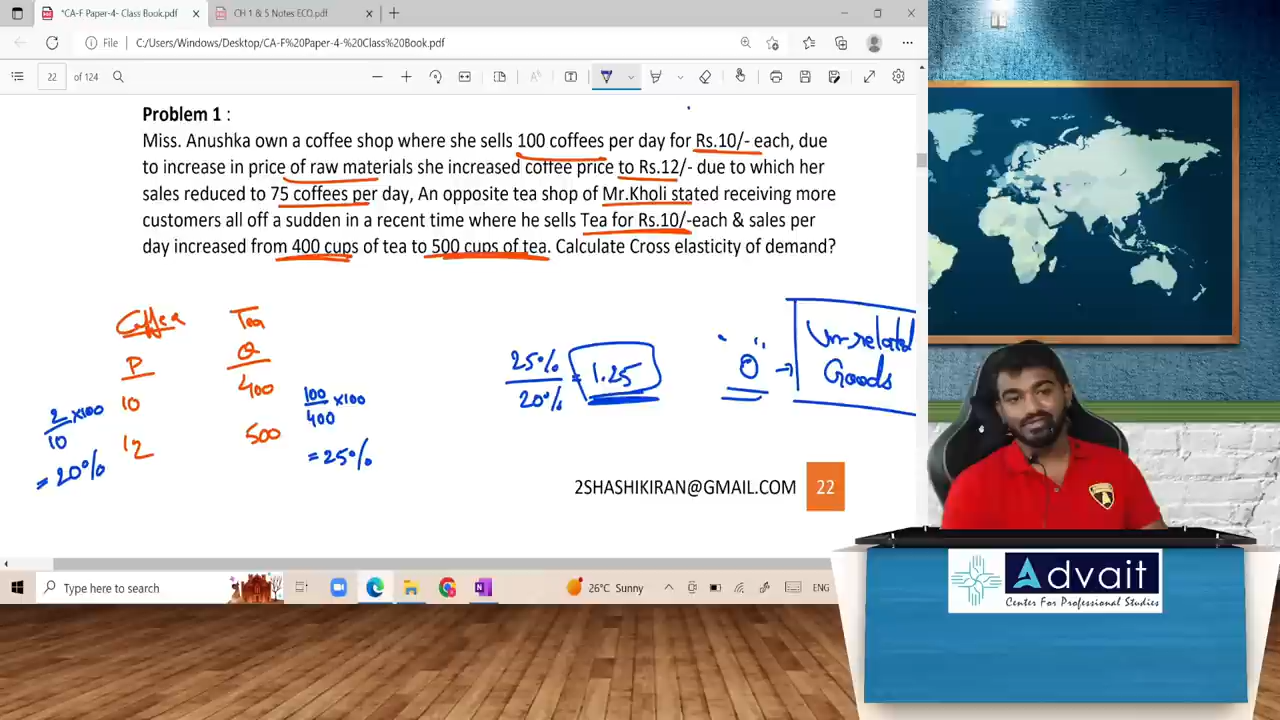 *CA-F Paper-4- Class Book.pdf
CH 1 & 5 Notes ECO.pdf
File
C:/Users/Windows/Desktop/CA-F%20Paper-4-%20Class%20Book.pdf
22 of 124
Problem 1 :
Miss. Anushka own a coffee shop where she sells 100 coffees per day for Rs.10/- each, due
to increase in price of raw materials she increased coffee price to Rs.12/- due to which her
sales reduced to 75 coffees per day, An opposite tea shop of Mr.Kholi stated receiving more
customers all off a sudden in a recent time where he sells Tea for Rs.10/-each & sales per
day increased from 400 cups of tea to 500 cups of tea. Calculate Cross elasticity of demand?
Coffee Tea
P Q
10 400
12 500
2/10 x100
= 20%
100/400 x100
= 25%
25%/20% = 1.25
"0" →
Un-related
Goods
2SHASHIKIRAN@GMAIL.COM 22
Advait
Center For Professional Studies
Type here to search
26°C Sunny
ENG